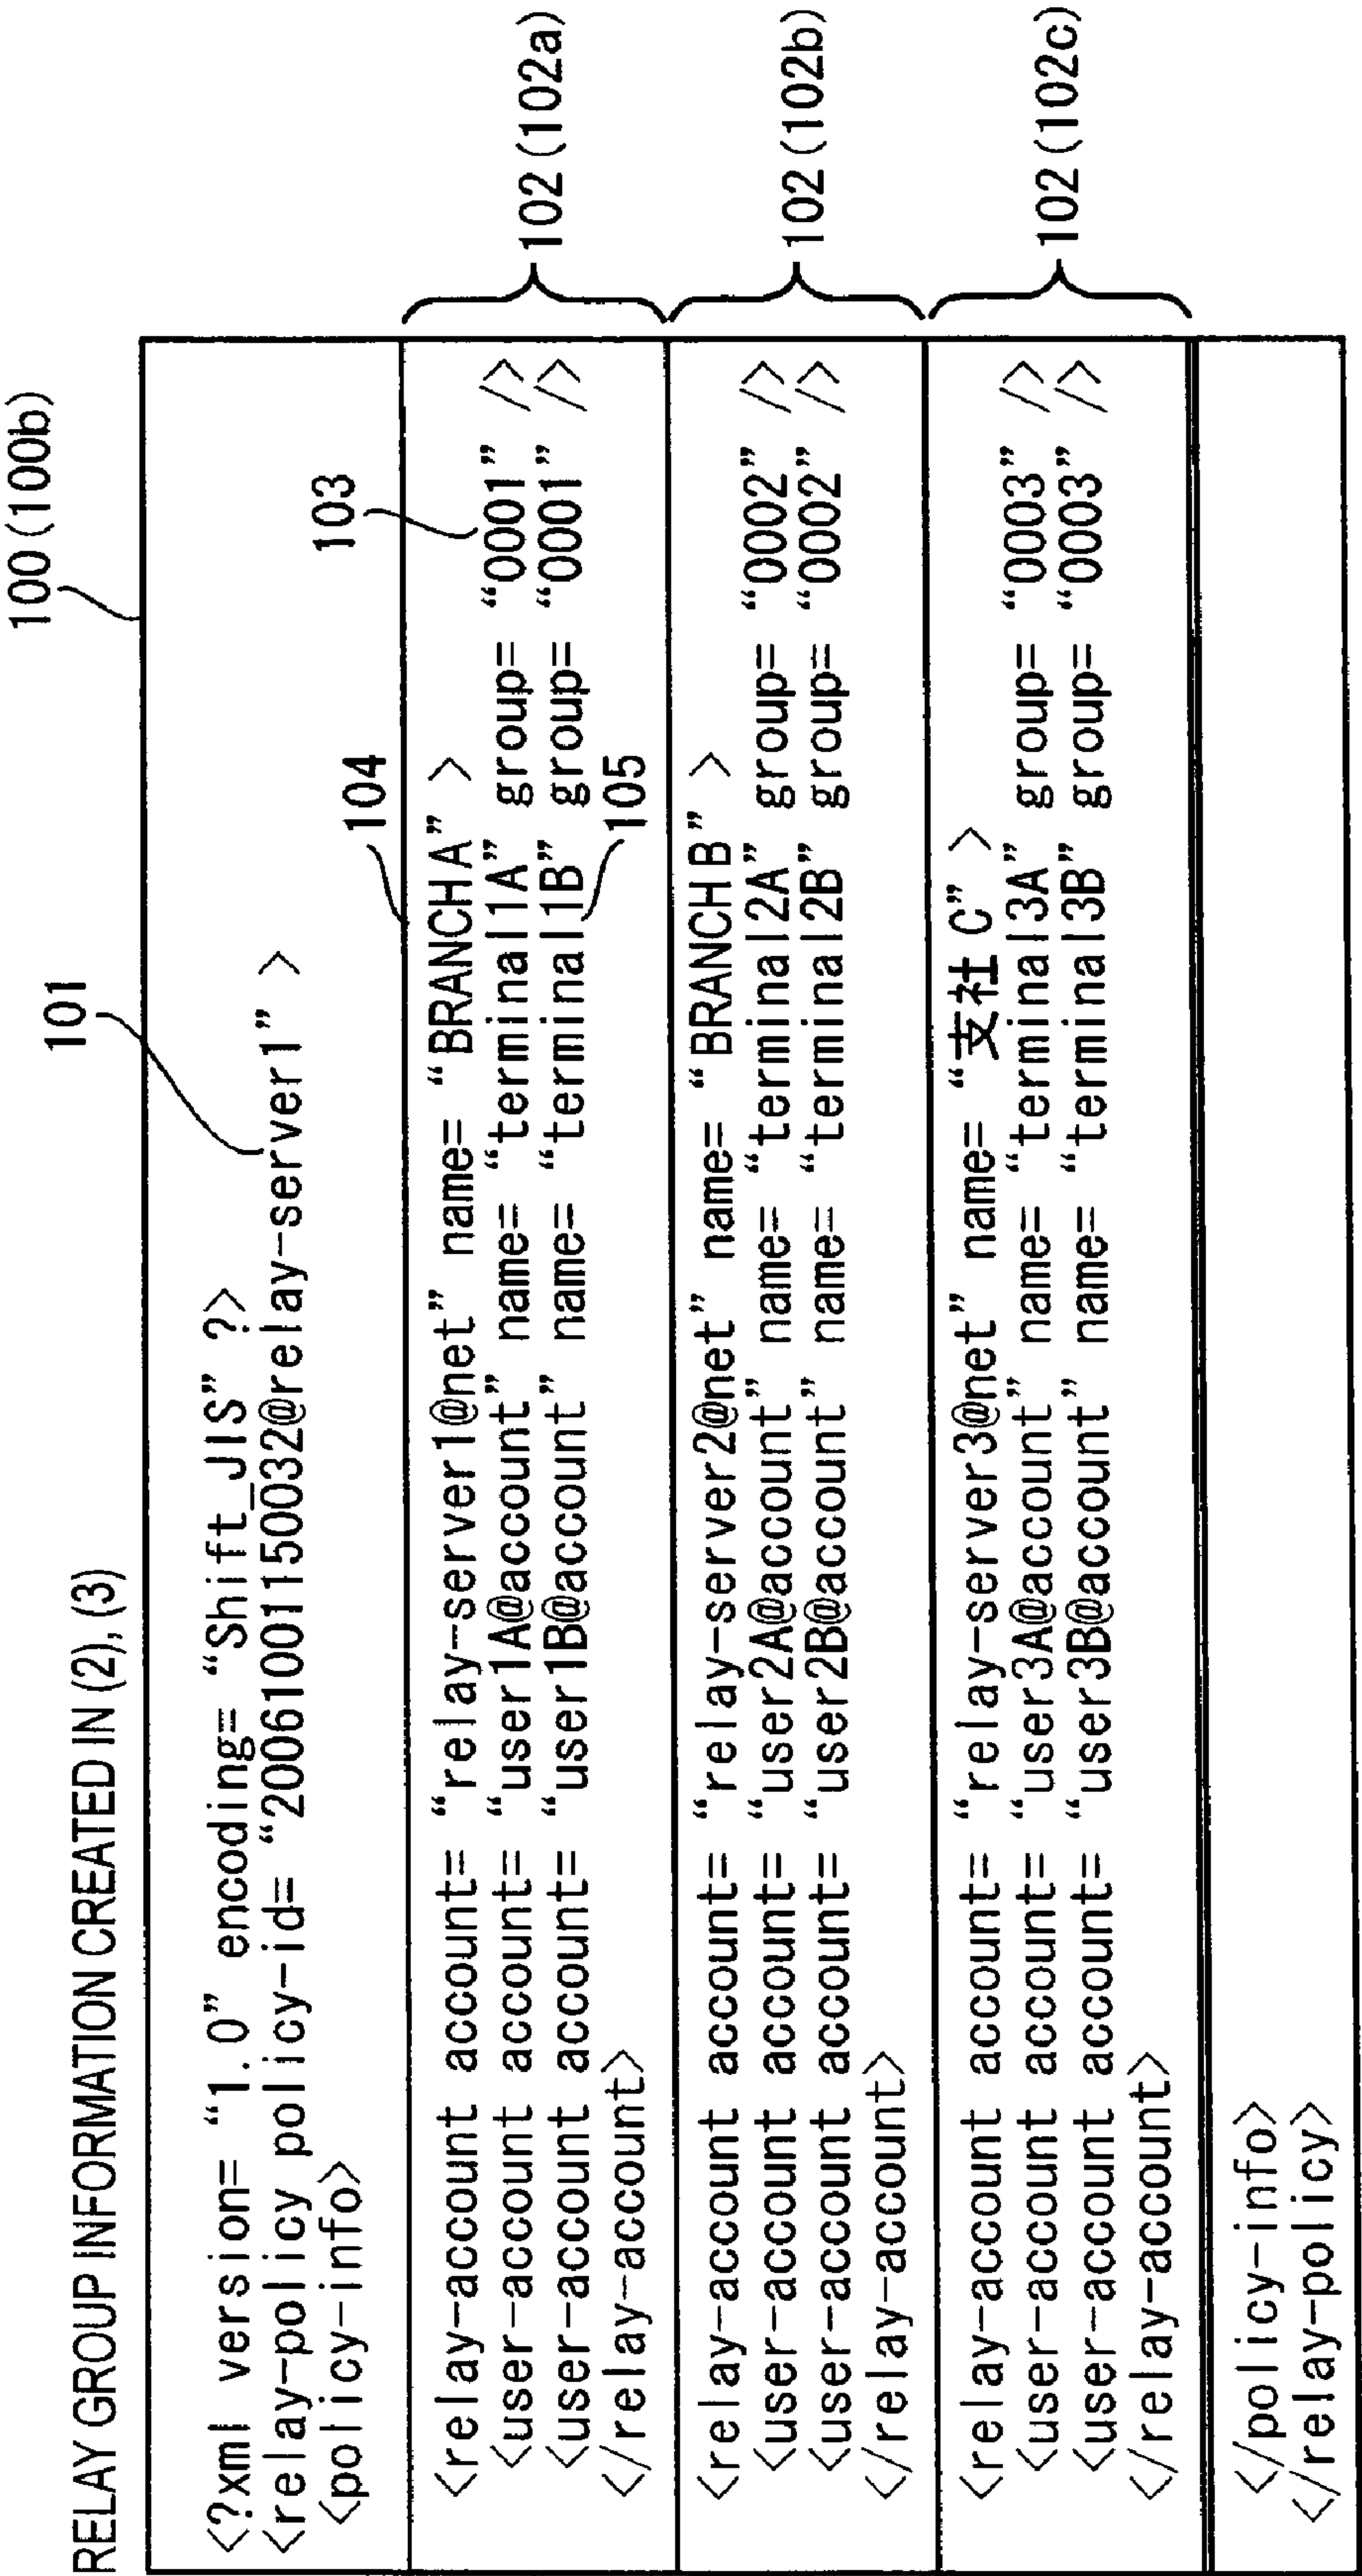 RELAY GROUP INFORMATION CREATED IN (2), (3)
100 (100b)
101
<?xml version= “1.0” encoding= “Shift_JIS” ?>
<relay-policy policy-id= “20061001150032@relay-server1” >
<policy-info>
104
103
<relay-account account= “relay-server1@net” name= “BRANCH A” >
<user-account account= “user1A@account” name= “terminal1A” group= “0001” />
<user-account account= “user1B@account” name= “terminal1B” group= “0001” />
</relay-account>
105
102 (102a)
<relay-account account= “relay-server2@net” name= “BRANCH B” >
<user-account account= “user2A@account” name= “terminal2A” group= “0002” />
<user-account account= “user2B@account” name= “terminal2B” group= “0002” />
</relay-account>
102 (102b)
<relay-account account= “relay-server3@net” name= “支社 C” >
<user-account account= “user3A@account” name= “terminal3A” group= “0003” />
<user-account account= “user3B@account” name= “terminal3B” group= “0003” />
</relay-account>
102 (102c)
</policy-info>
</relay-policy>